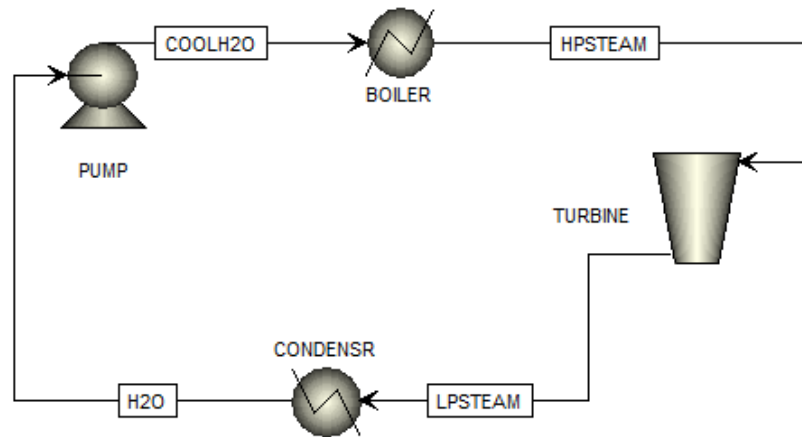 COOLH2O
HPSTEAM
BOILER
PUMP
TURBINE
CONDENSR
H2O
LPSTEAM